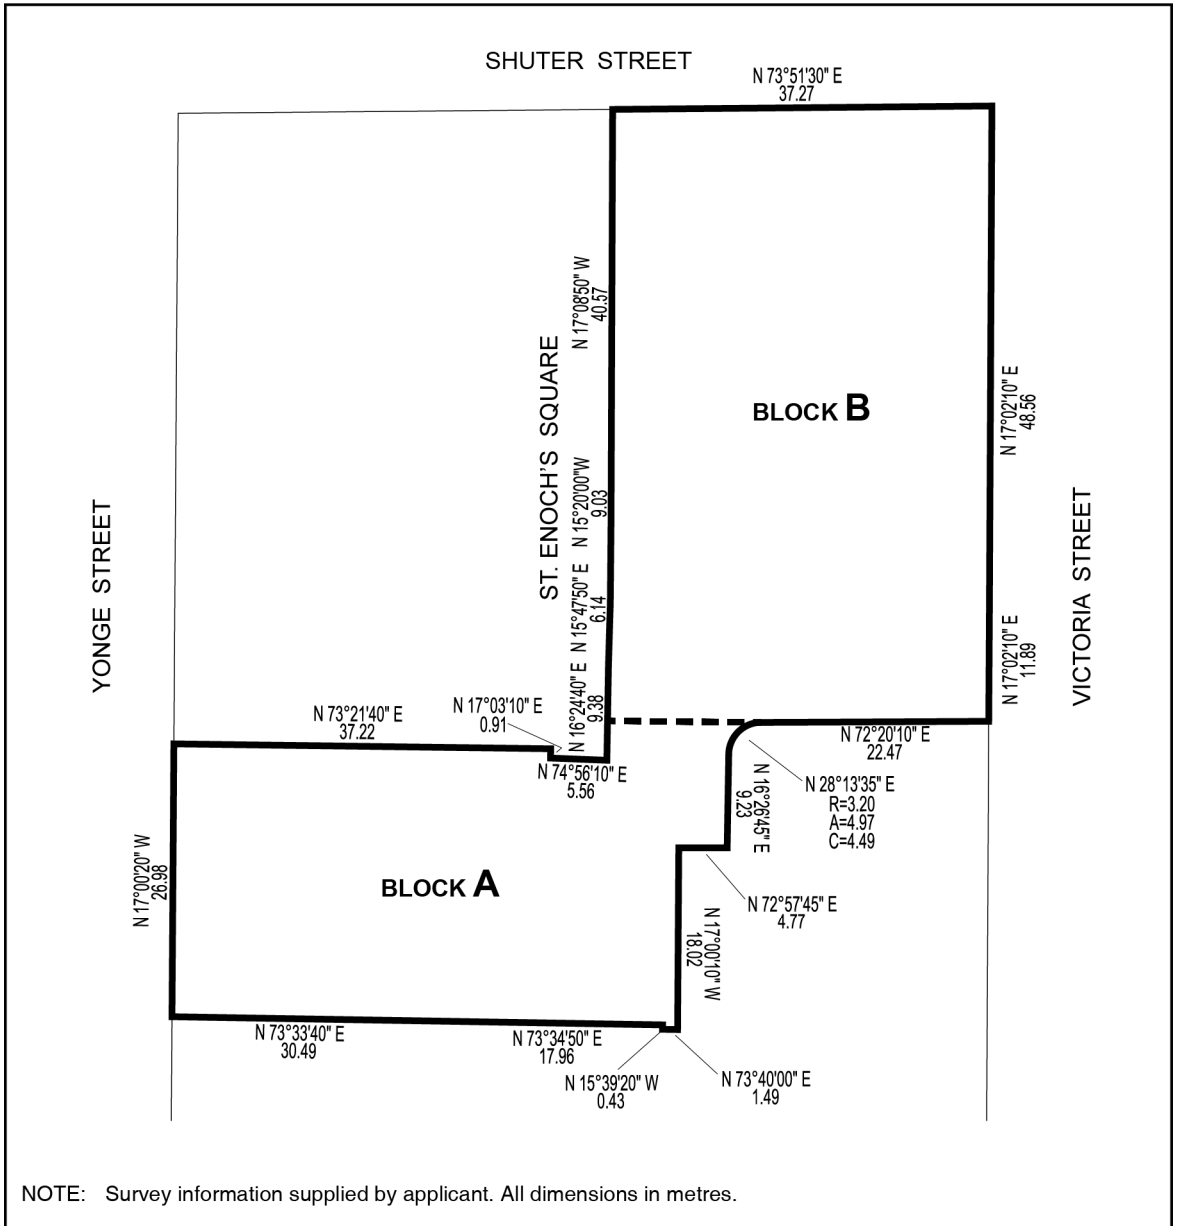 SHUTER STREET
N 73°51'30" E
37.27
N 17°08'50" W
40.57
ST. ENOCH'S SQUARE
BLOCK B
N 17°02'10" E
48.56
N 15°20'00"W
9.03
YONGE STREET
VICTORIA STREET
N 15°47'50" E
6.14
N 17°02'10" E
11.89
N 16°24'40" E
9.38
N 17°03'10" E
0.91
N 73°21'40" E
37.22
N 72°20'10" E
22.47
N 74°56'10" E
5.56
N 28°13'35" E
R=3.20
A=4.97
C=4.49
N 16°26'45" E
9.23
N 17°00'20" W
26.98
BLOCK A
N 72°57'45" E
4.77
N 17°00'10" W
18.02
N 73°33'40" E
30.49
N 73°34'50" E
17.96
N 15°39'20" W
0.43
N 73°40'00" E
1.49
NOTE: Survey information supplied by applicant. All dimensions in metres.